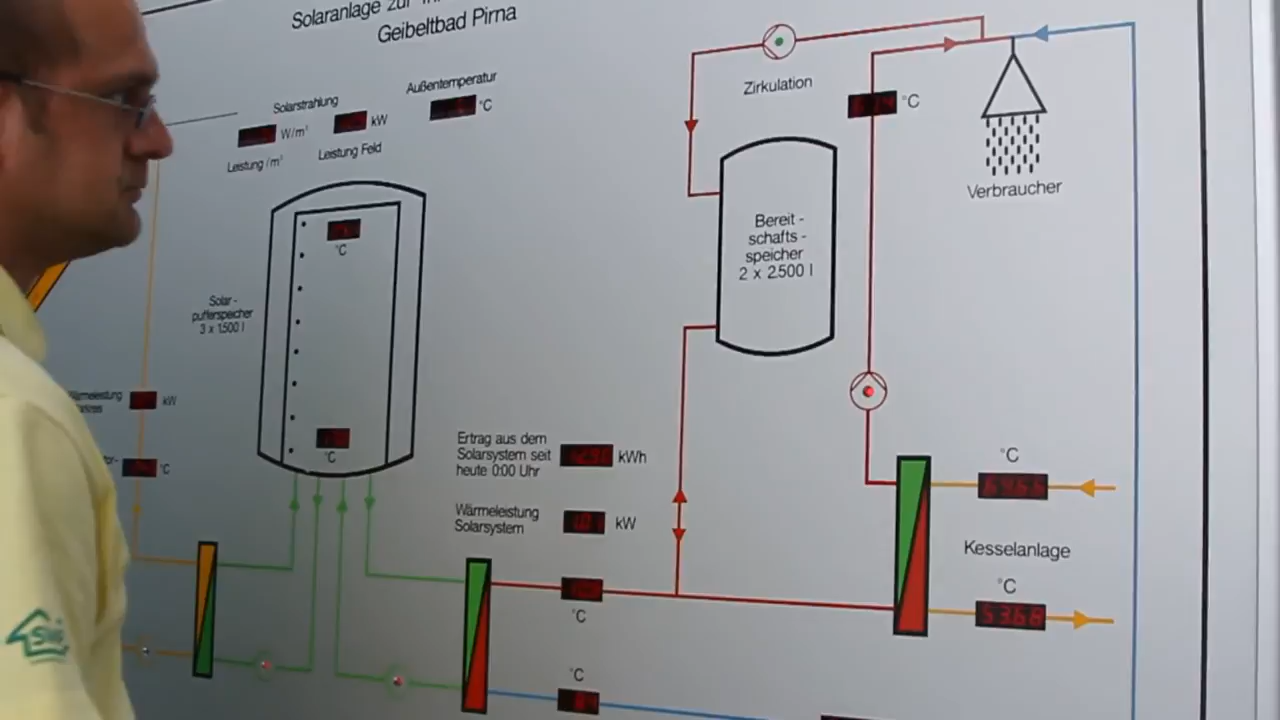 Solaranlage zur
Geibeltbad Pirna
Außentemperatur
°C
Solarstrahlung
W/m²
kW
Leistung /m²
Leistung Feld
Zirkulation
°C
Verbraucher
°C
Bereit -
schafts -
speicher
2 x 2.500 l
Solar -
pufferspeicher
3 x 1.500 l
kW
°C
°C
Ertrag aus dem
Solarsystem seit
heute 0:00 Uhr
kWh
Wärmeleistung
Solarsystem
kW
°C
°C
°C
Kesselanlage
°C
53.68